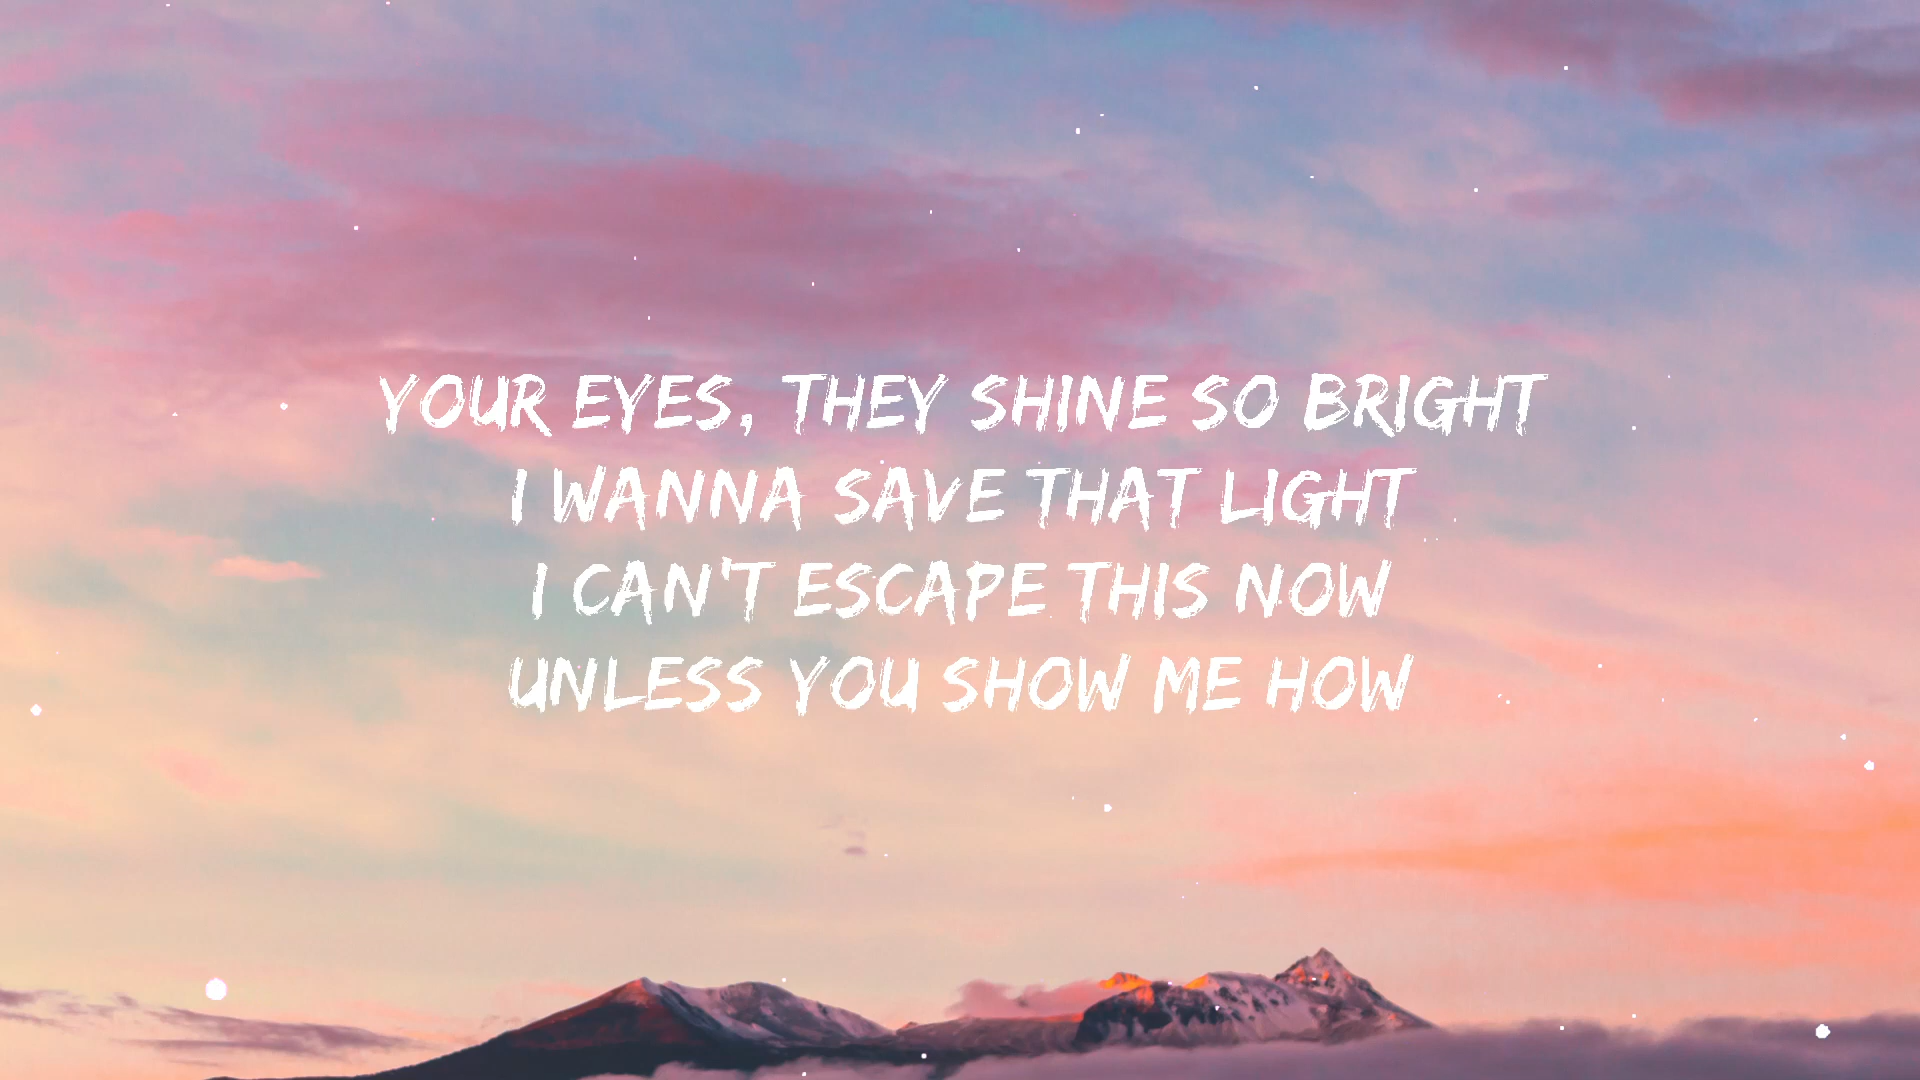 YOUR EYES, THEY SHINE SO BRIGHT
I WANNA SAVE THAT LIGHT
I CAN'T ESCAPE THIS NOW
UNLESS YOU SHOW ME HOW